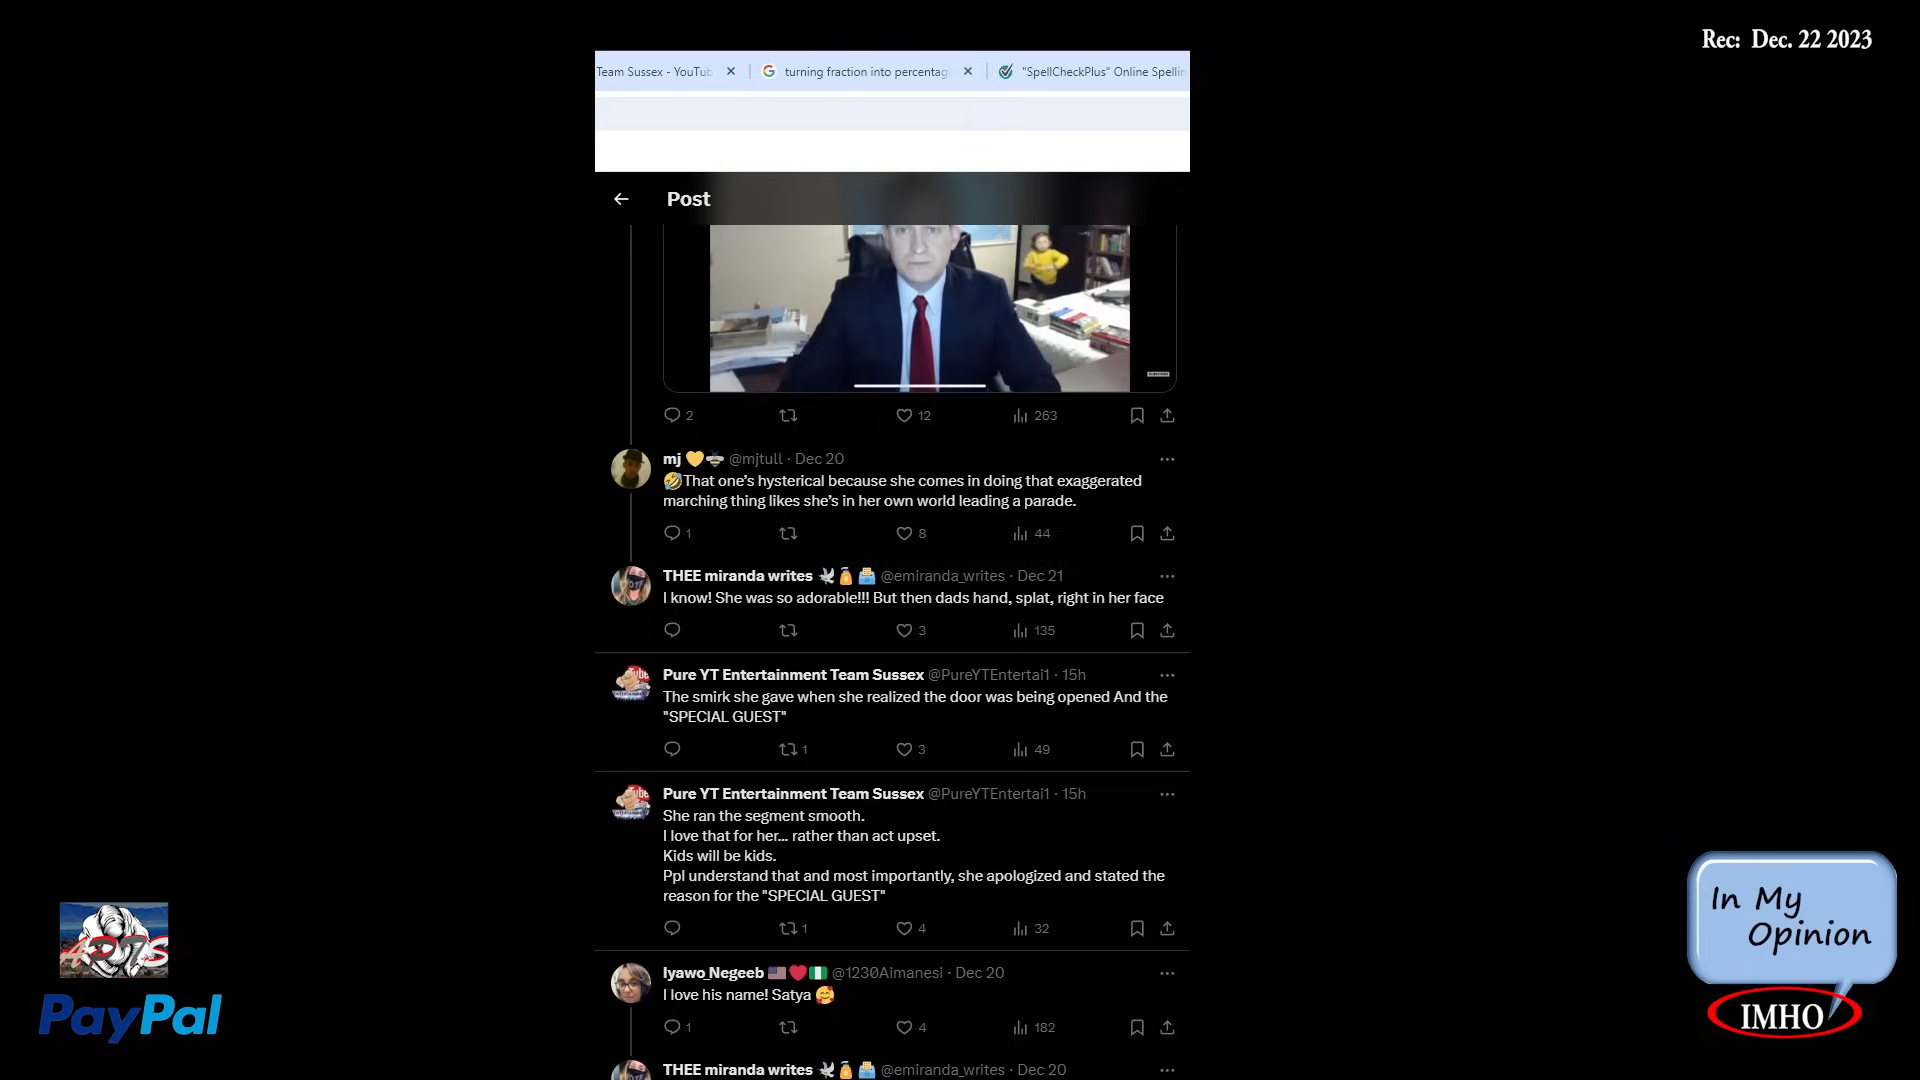 Rec: Dec. 22 2023
Team Sussex - YouTub
turning fraction into percentag
"SpellCheckPlus" Online Spellin
Post
2
12
263
mj 💛🐝 @mjtull · Dec 20
🤣That one's hysterical because she comes in doing that exaggerated
marching thing likes she's in her own world leading a parade.
1
8
44
THEE miranda writes @emiranda_writes · Dec 21
I know! She was so adorable!!! But then dads hand, splat, right in her face
3
135
Pure YT Entertainment Team Sussex @PureYTEntertai1 · 15h
The smirk she gave when she realized the door was being opened And the
"SPECIAL GUEST"
1
3
49
Pure YT Entertainment Team Sussex @PureYTEntertai1 · 15h
She ran the segment smooth.
I love that for her... rather than act upset.
Kids will be kids.
Ppl understand that and most importantly, she apologized and stated the
reason for the "SPECIAL GUEST"
1
4
32
Iyawo_Negeeb 🇺🇸❤️🇳🇬 @1230Aimanesi · Dec 20
I love his name! Satya 🥰
1
4
182
THEE miranda writes @emiranda_writes · Dec 20
PayPal
In My
Opinion
IMHO